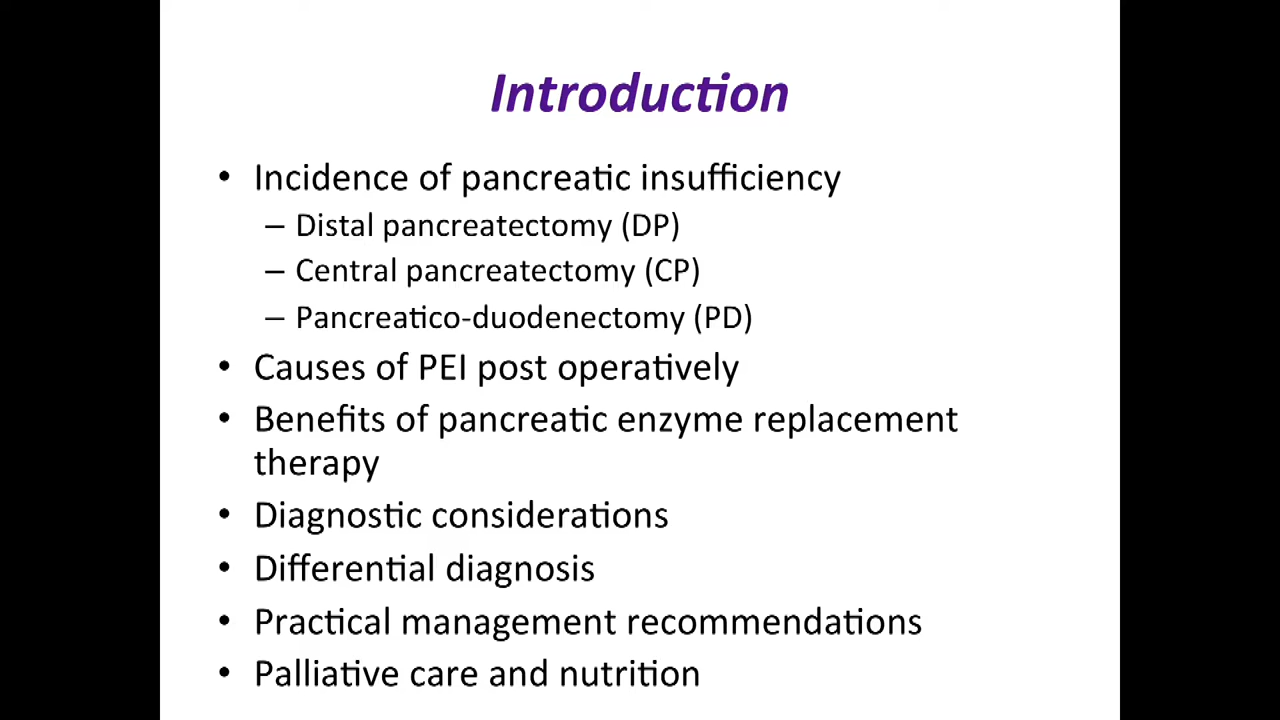 Introduction
• Incidence of pancreatic insufficiency
– Distal pancreatectomy (DP)
– Central pancreatectomy (CP)
– Pancreatico-duodenectomy (PD)
• Causes of PEI post operatively
• Benefits of pancreatic enzyme replacement
therapy
• Diagnostic considerations
• Differential diagnosis
• Practical management recommendations
• Palliative care and nutrition